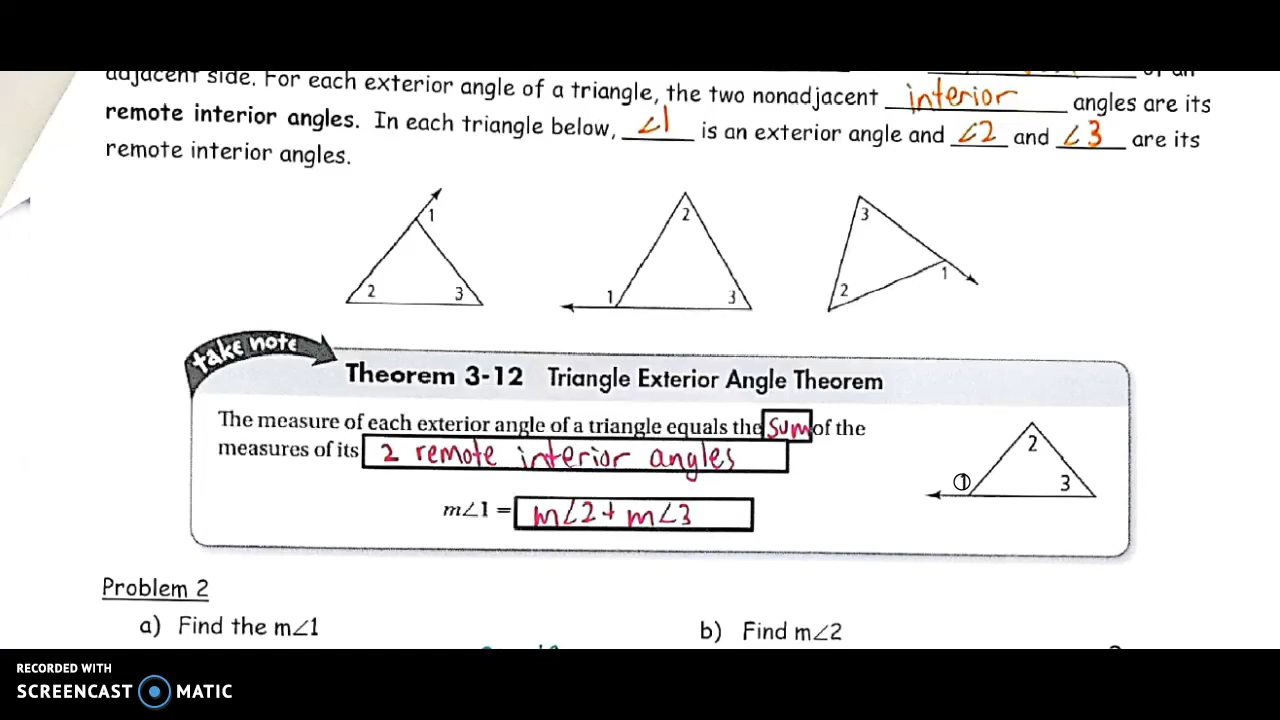 adjacent side. For each exterior angle of a triangle, the two nonadjacent interior angles are its
remote interior angles. In each triangle below, ∠1 is an exterior angle and ∠2 and ∠3 are its
remote interior angles.
1
2
3
2
1
3
3
2
1
take note
Theorem 3-12 Triangle Exterior Angle Theorem
The measure of each exterior angle of a triangle equals the sum of the
measures of its 2 remote interior angles
m∠1 = m∠2 + m∠3
2
1
3
Problem 2
a) Find the m∠1
b) Find m∠2
RECORDED WITH
SCREENCAST MATIC